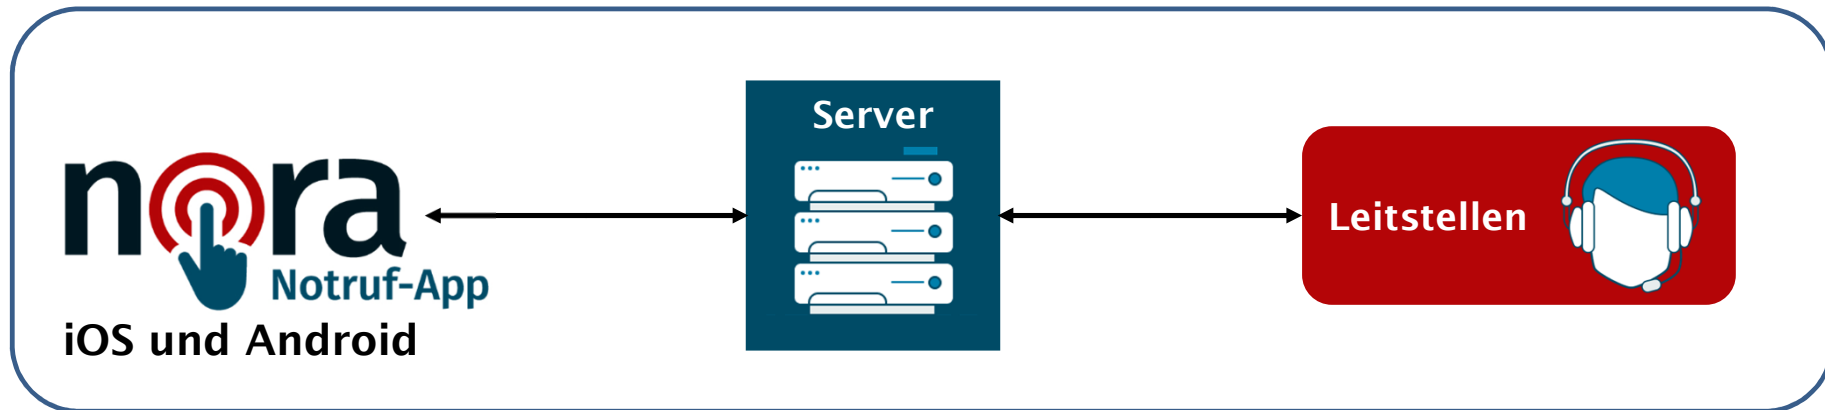 nora
Notruf-App
iOS und Android
Server
Leitstellen